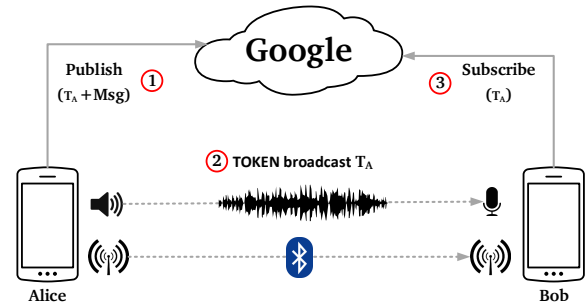 Google
Publish
(T_A +Msg)
1
3
Subscribe
(T_A)
2 TOKEN broadcast T_A
Alice
Bob